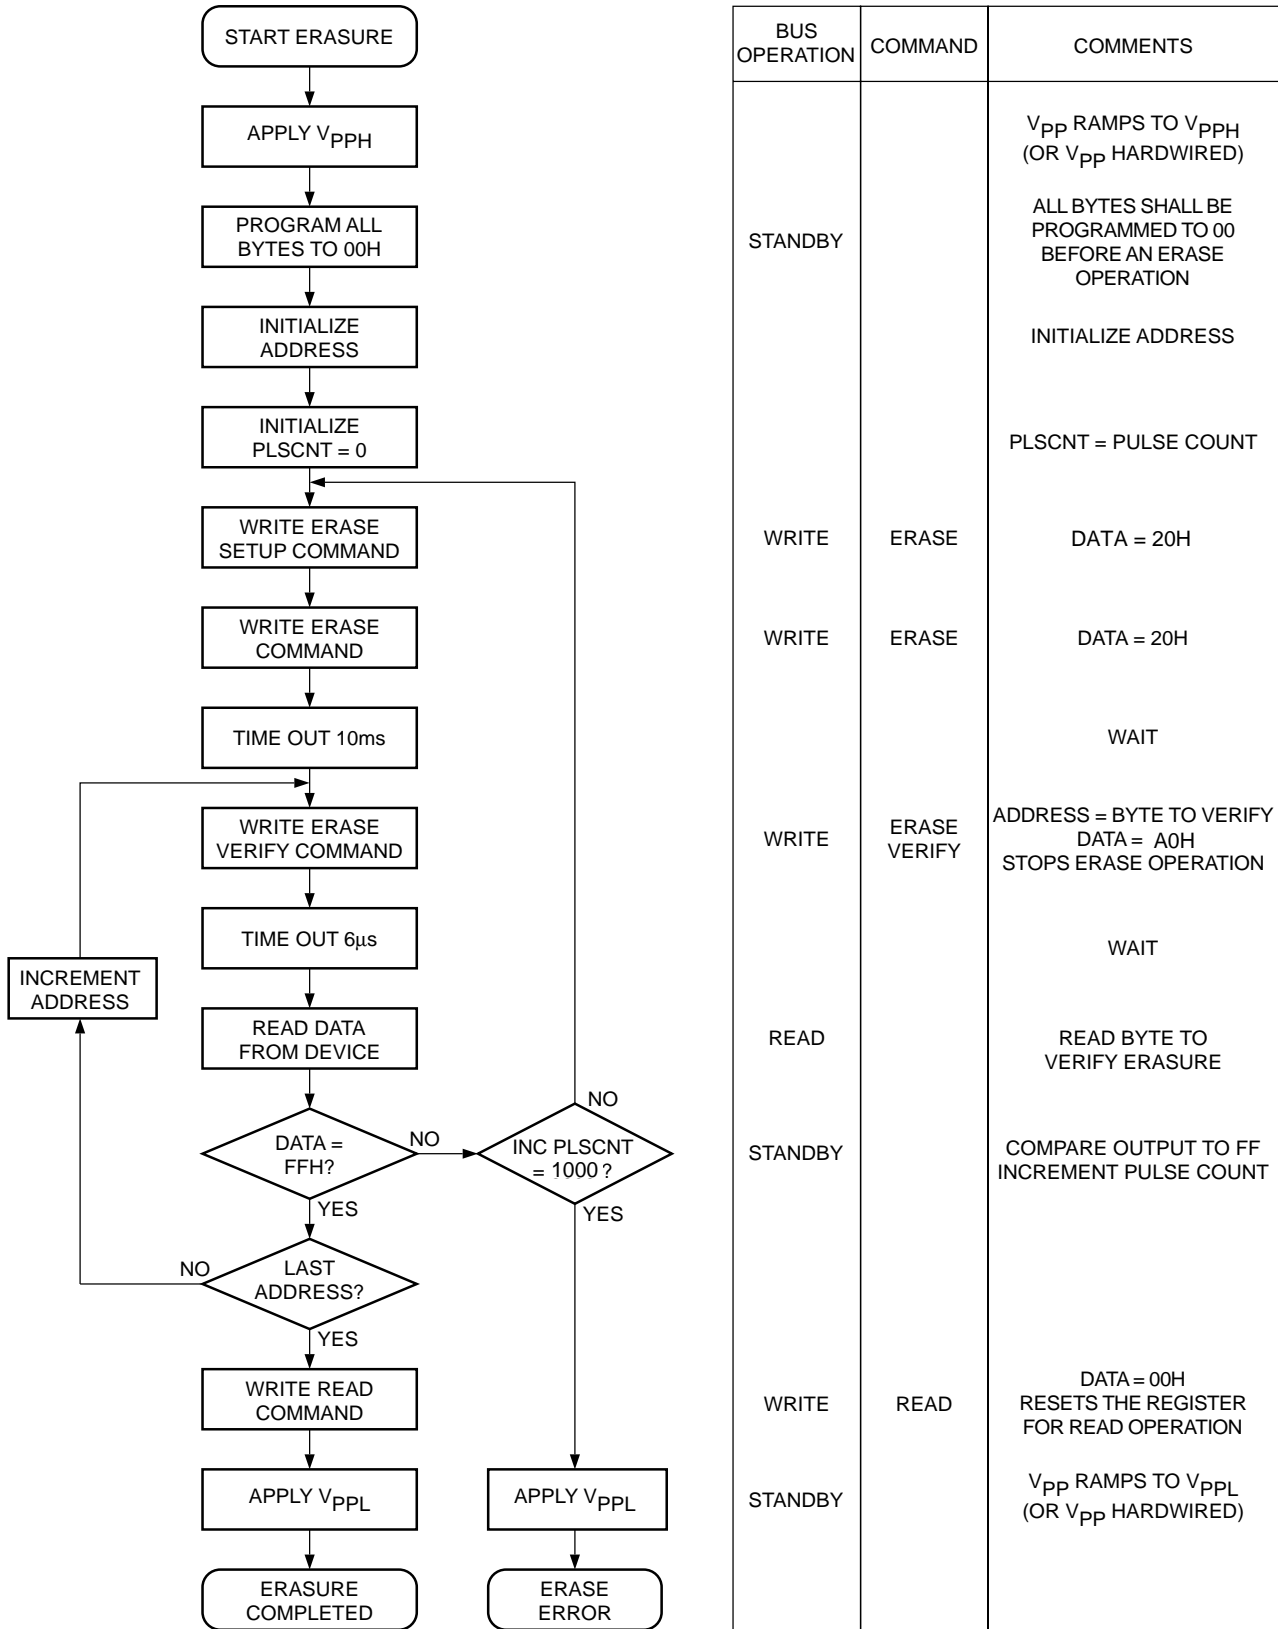 START ERASURE
APPLY VPPH
PROGRAM ALL
BYTES TO 00H
INITIALIZE
ADDRESS
INITIALIZE
PLSCNT = 0
WRITE ERASE
SETUP COMMAND
WRITE ERASE
COMMAND
TIME OUT 10ms
WRITE ERASE
VERIFY COMMAND
TIME OUT 6μs
INCREMENT
ADDRESS
READ DATA
FROM DEVICE
DATA =
FFH?
NO
INC PLSCNT
= 1000 ?
NO
YES
YES
LAST
ADDRESS?
NO
YES
WRITE READ
COMMAND
APPLY VPPL
ERASURE
COMPLETED
APPLY VPPL
ERASE
ERROR
BUS
OPERATION
COMMAND
COMMENTS
VPP RAMPS TO VPPH
(OR VPP HARDWIRED)
STANDBY
ALL BYTES SHALL BE
PROGRAMMED TO 00
BEFORE AN ERASE
OPERATION
INITIALIZE ADDRESS
PLSCNT = PULSE COUNT
WRITE
ERASE
DATA = 20H
WRITE
ERASE
DATA = 20H
WAIT
WRITE
ERASE
VERIFY
ADDRESS = BYTE TO VERIFY
DATA = A0H
STOPS ERASE OPERATION
WAIT
READ
READ BYTE TO
VERIFY ERASURE
STANDBY
COMPARE OUTPUT TO FF
INCREMENT PULSE COUNT
WRITE
READ
DATA = 00H
RESETS THE REGISTER
FOR READ OPERATION
STANDBY
VPP RAMPS TO VPPL
(OR VPP HARDWIRED)